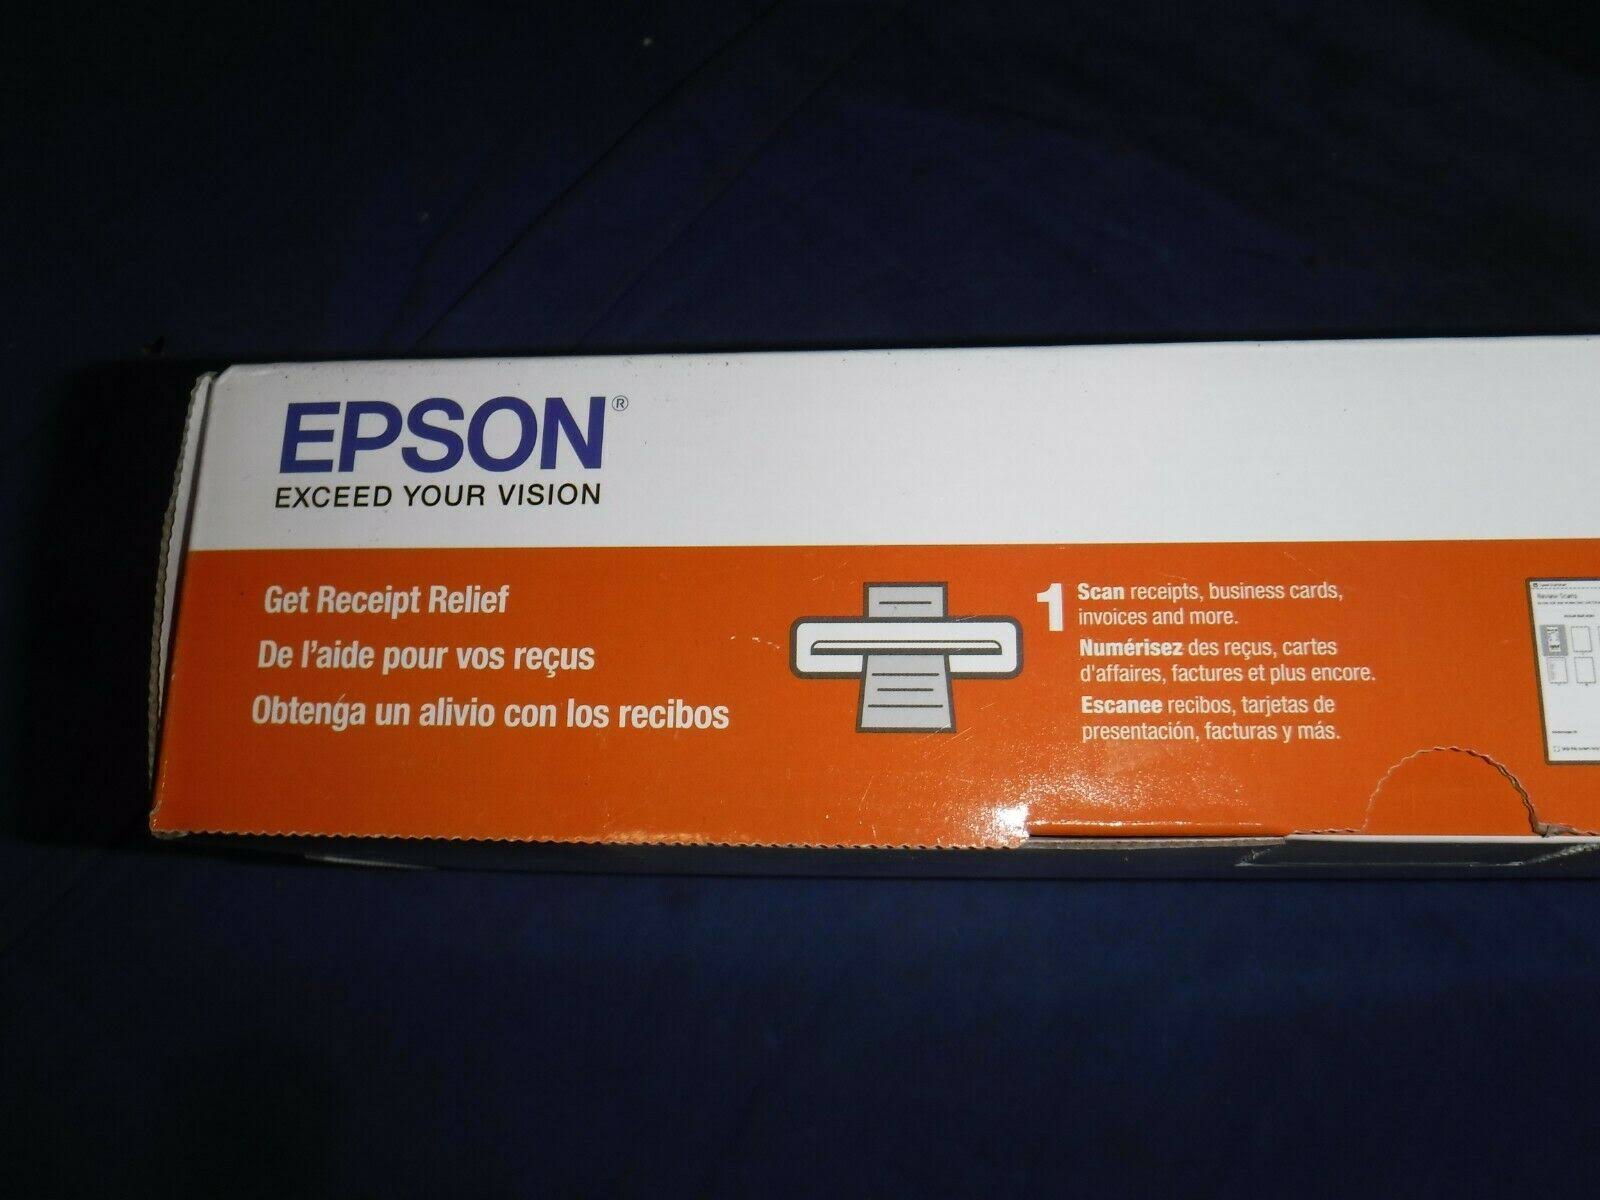 EPSON®
EXCEED YOUR VISION
Get Receipt Relief
De l'aide pour vos reçus
Obtenga un alivio con los recibos
1
Scan receipts, business cards,
invoices and more.
Numérisez des reçus, cartes
d'affaires, factures et plus encore.
Escanee recibos, tarjetas de
presentación, facturas y más.
Review Scans